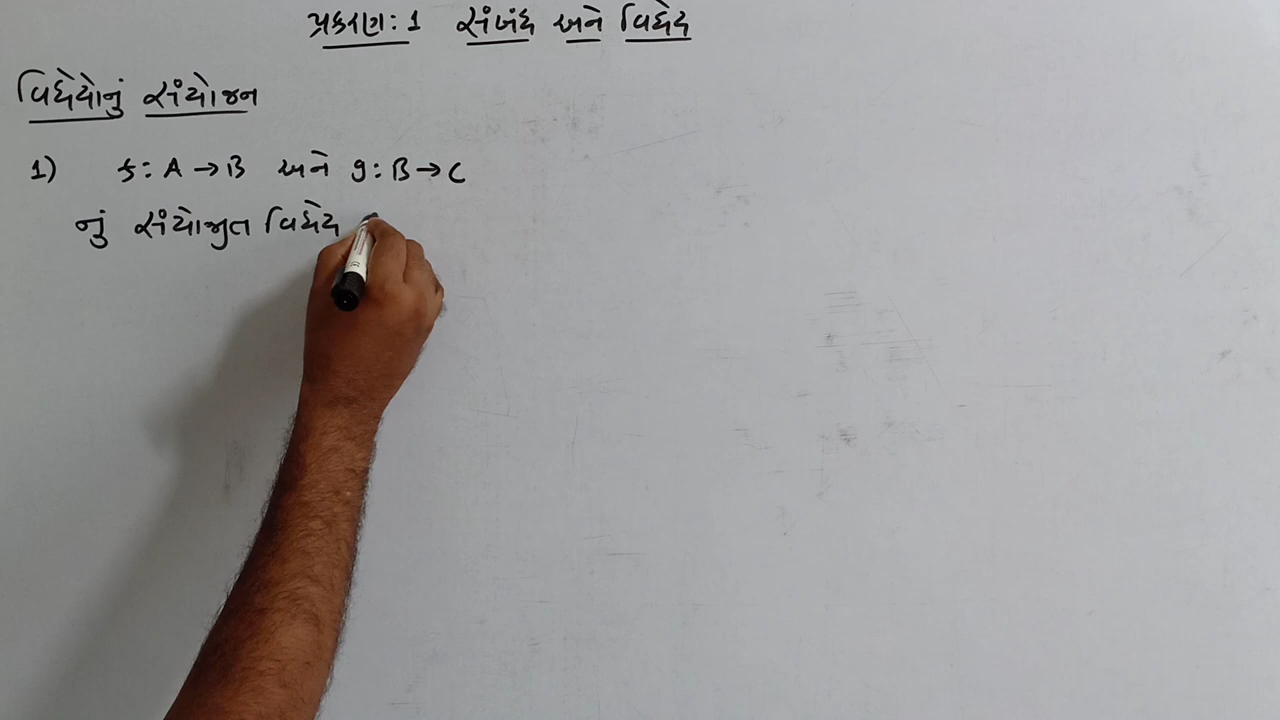 પ્રકરણ: 1 સંબંધ અને વિધેય
વિધેયોનું સંયોજન
1) f: A → B અને g: B → C
નું સંયોજીત વિધેય